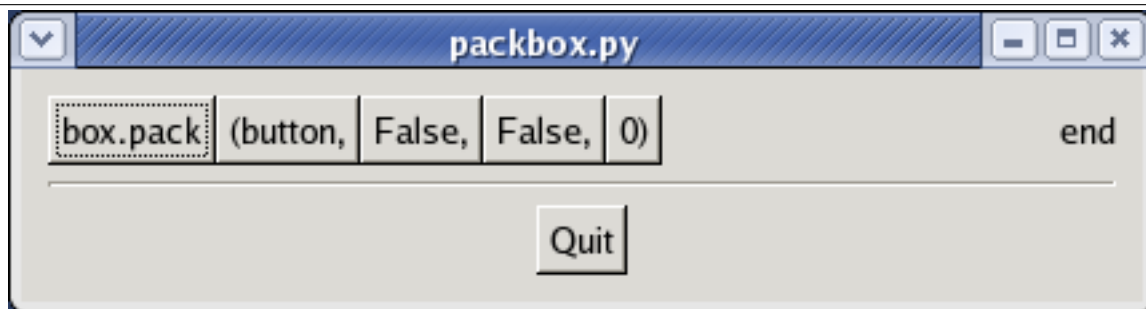 packbox.py
box.pack (button, False, False, 0) end
Quit